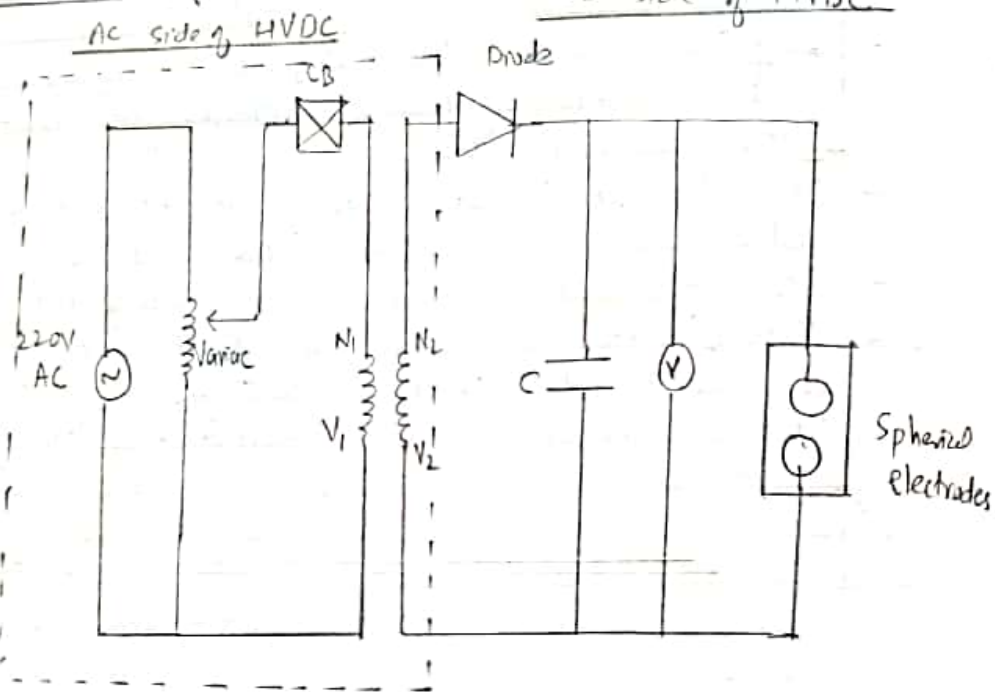 AC side of HVDC
Diode
CB
220V
AC
Variac
N1
V1
N2
V2
C
V
Spherical
electrodes